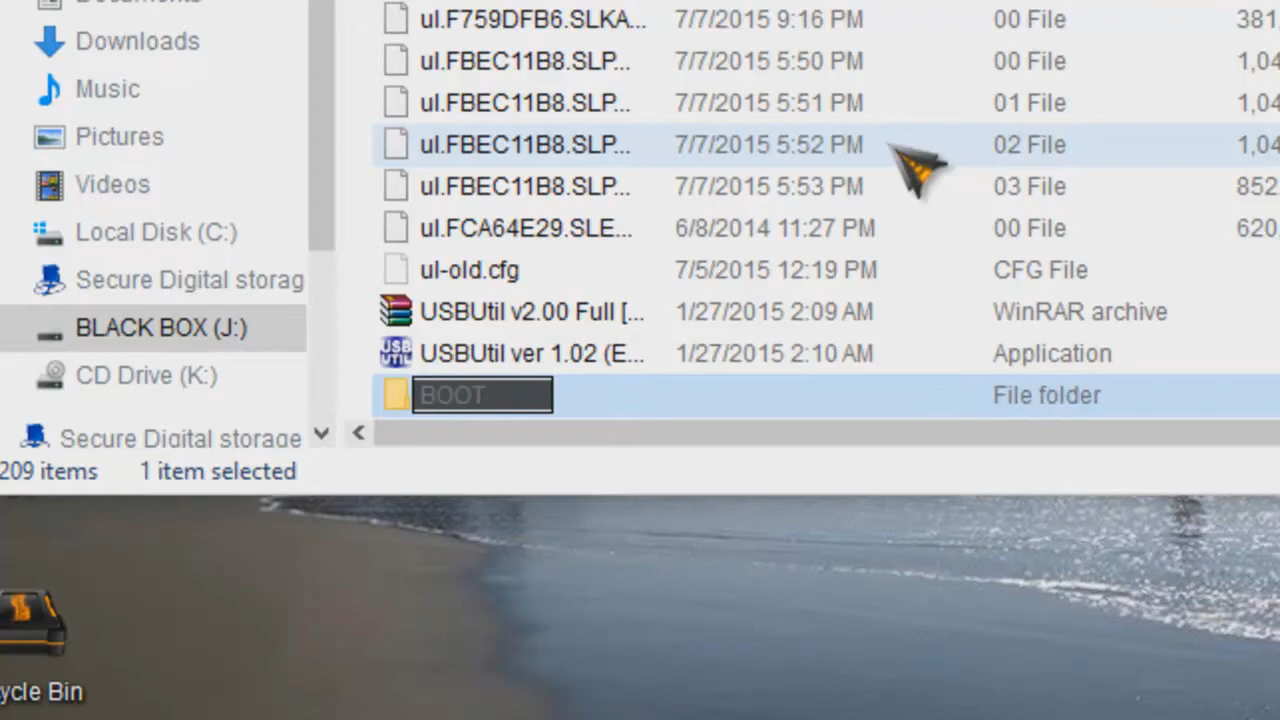 Documents
Downloads
Music
Pictures
Videos
Local Disk (C:)
Secure Digital storag
BLACK BOX (J:)
CD Drive (K:)
Secure Digital storage
ul.F759DFB6.SLKA... 7/7/2015 9:16 PM 00 File 381,
ul.FBEC11B8.SLP... 7/7/2015 5:50 PM 00 File 1,04
ul.FBEC11B8.SLP... 7/7/2015 5:51 PM 01 File 1,04
ul.FBEC11B8.SLP... 7/7/2015 5:52 PM 02 File 1,04
ul.FBEC11B8.SLP... 7/7/2015 5:53 PM 03 File 852
ul.FCA64E29.SLE... 6/8/2014 11:27 PM 00 File 620,
ul-old.cfg 7/5/2015 12:19 PM CFG File
USBUtil v2.00 Full [... 1/27/2015 2:09 AM WinRAR archive
USB UTIL USBUtil ver 1.02 (E... 1/27/2015 2:10 AM Application
BOOT File folder
209 items 1 item selected
ycle Bin